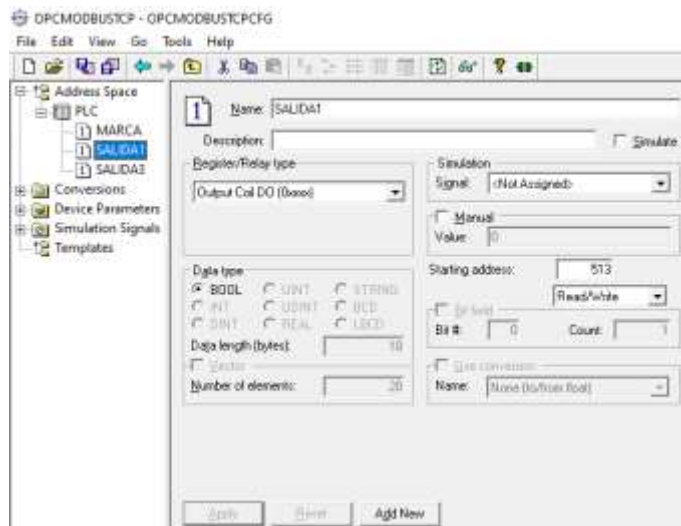 OPCMODBUSTCP - OPCMODBUSTCPCFG
File Edit View Go Tools Help
Address Space
PLC
MARCA
SALIDA1
SALIDA3
Conversions
Device Parameters
Simulation Signals
Templates
Name: SALIDA1
Description:
Simulate
Register/Relay type
Output Coil DO (0xxxx)
Simulation
Signal: <Not Assigned>
Manual
Value: 0
Data type
BOOL UINT STRING
INT UDINT BCD
DINT REAL LBCD
Data length (bytes): 10
Vector
Number of elements: 20
Starting address: 513
Read/Write
Bit field
Bit #: 0 Count: 1
Use conversion
Name: None (to/from float)
Apply Reset Add New